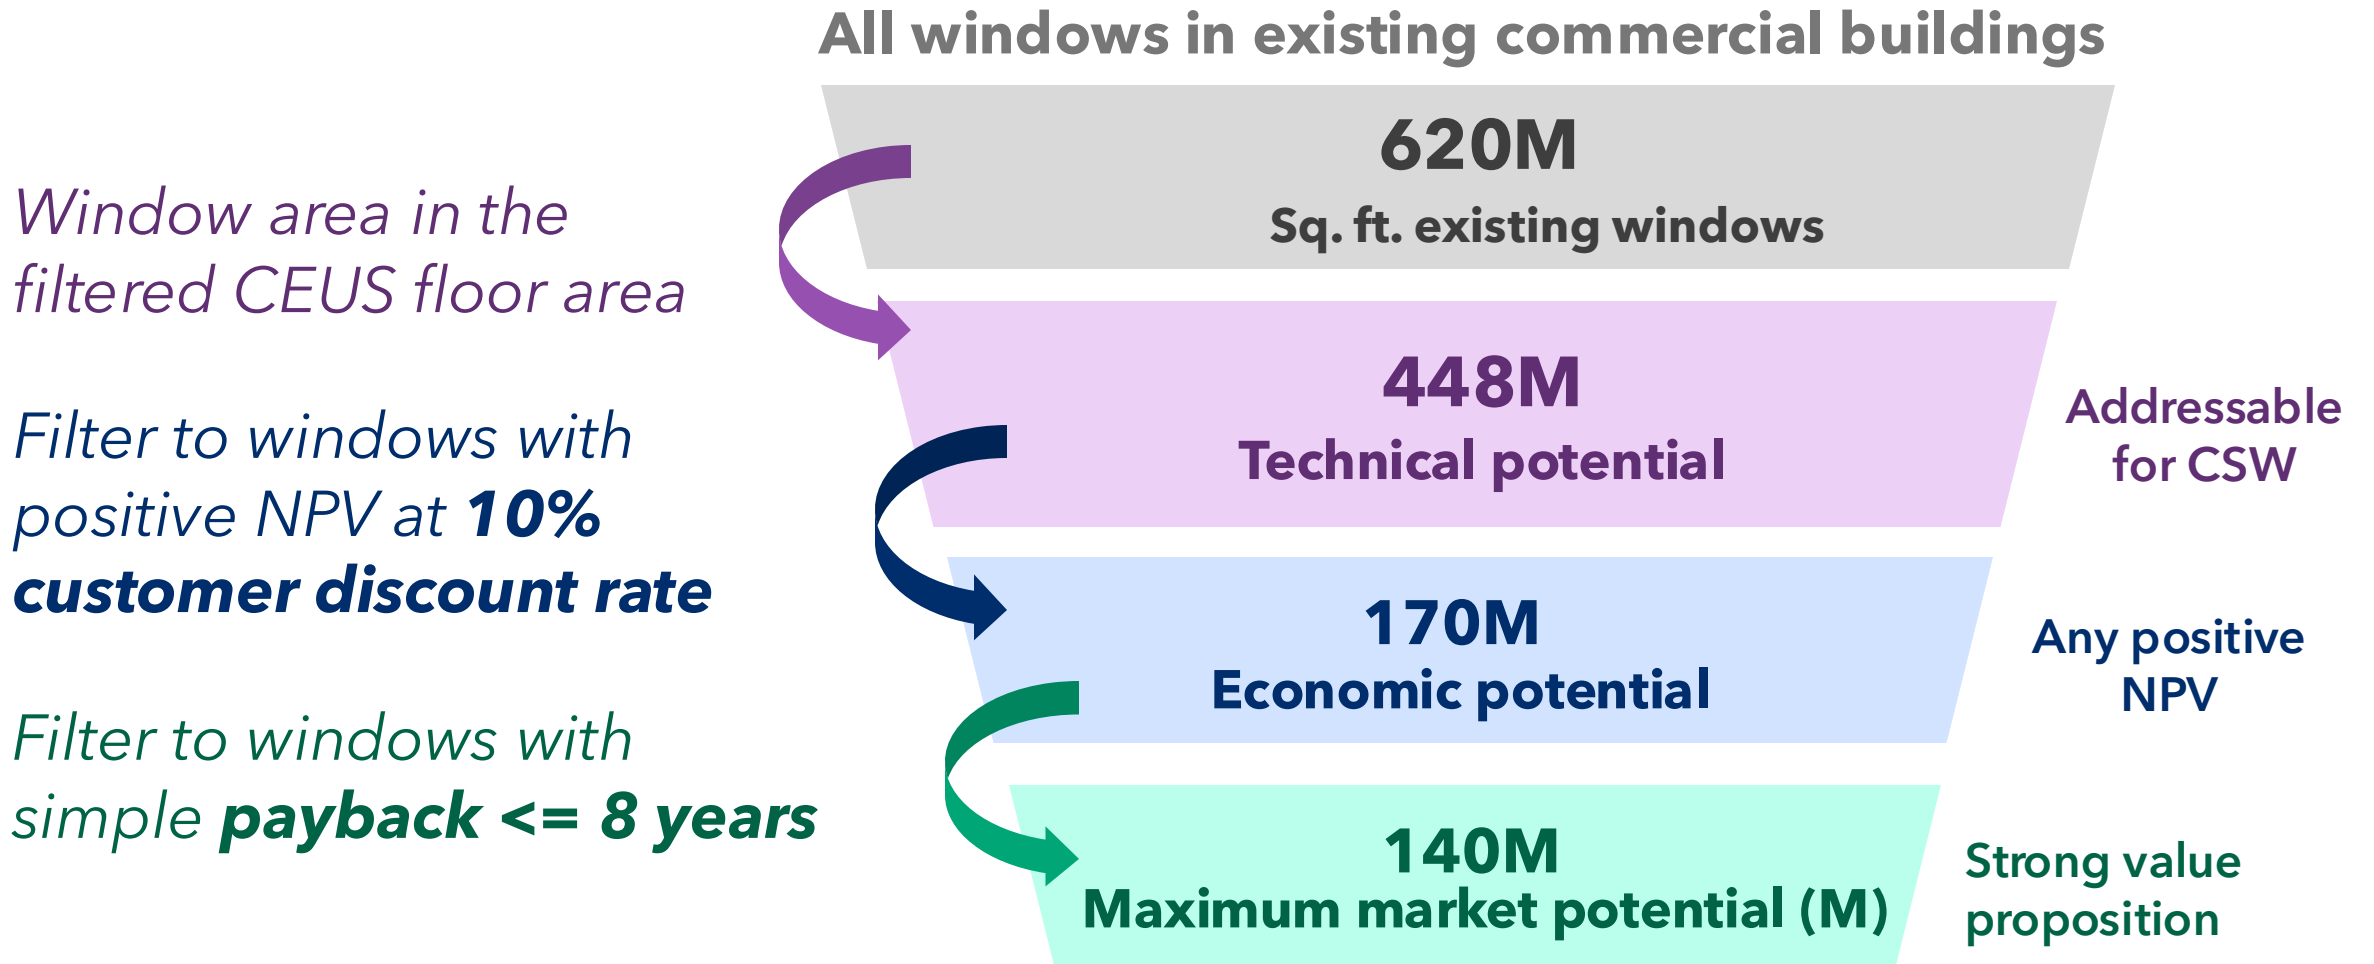 All windows in existing commercial buildings
620M
Sq. ft. existing windows
Window area in the
filtered CEUS floor area
448M
Technical potential
Addressable
for CSW
Filter to windows with
positive NPV at 10%
customer discount rate
170M
Economic potential
Any positive
NPV
Filter to windows with
simple payback <= 8 years
140M
Maximum market potential (M)
Strong value
proposition